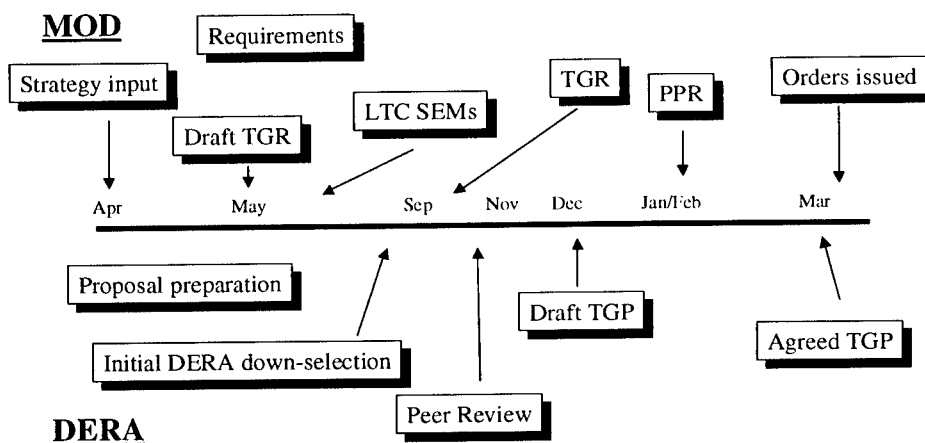 MOD
Requirements
Strategy input
TGR
PPR
Orders issued
LTC SEMs
Draft TGR
Apr May Sep Nov Dec Jan/Feb Mar
Proposal preparation
Draft TGP
Agreed TGP
Initial DERA down-selection
Peer Review
DERA